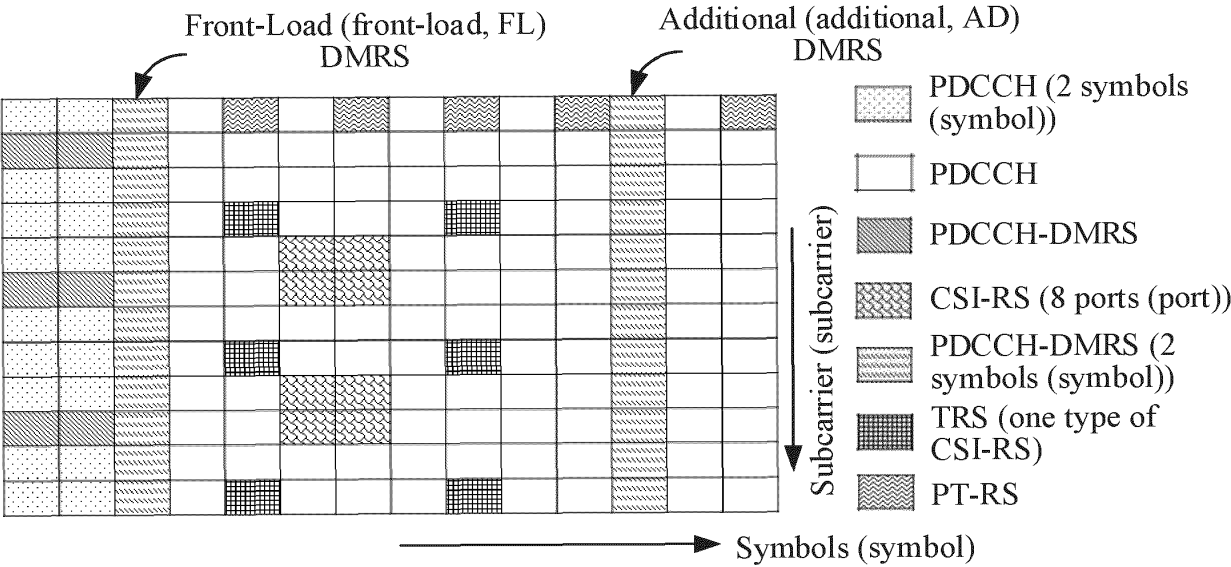 Front-Load (front-load, FL)
DMRS
Additional (additional, AD)
DMRS
PDCCH (2 symbols
(symbol))
PDCCH
PDCCH-DMRS
CSI-RS (8 ports (port))
PDCCH-DMRS (2
symbols (symbol))
TRS (one type of
CSI-RS)
PT-RS
Subcarrier (subcarrier)
Symbols (symbol)